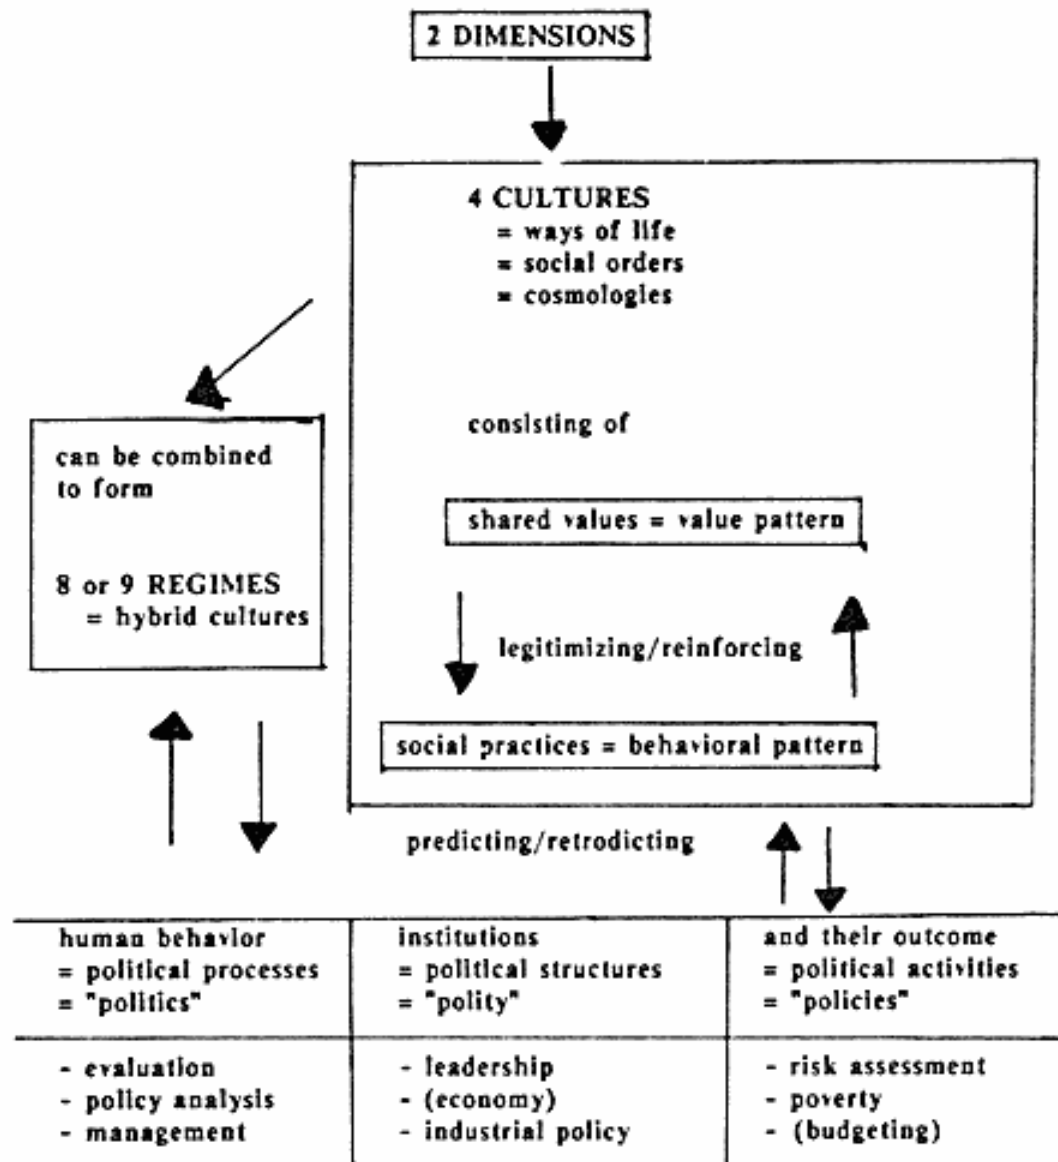 2 DIMENSIONS
4 CULTURES
= ways of life
= social orders
= cosmologies
consisting of
shared values = value pattern
legitimizing/reinforcing
social practices = behavioral pattern
can be combined
to form
8 or 9 REGIMES
= hybrid cultures
predicting/retrodicting
human behavior
= political processes
= "politics"
institutions
= political structures
= "polity"
and their outcome
= political activities
= "policies"
- evaluation
- policy analysis
- management
- leadership
- (economy)
- industrial policy
- risk assessment
- poverty
- (budgeting)